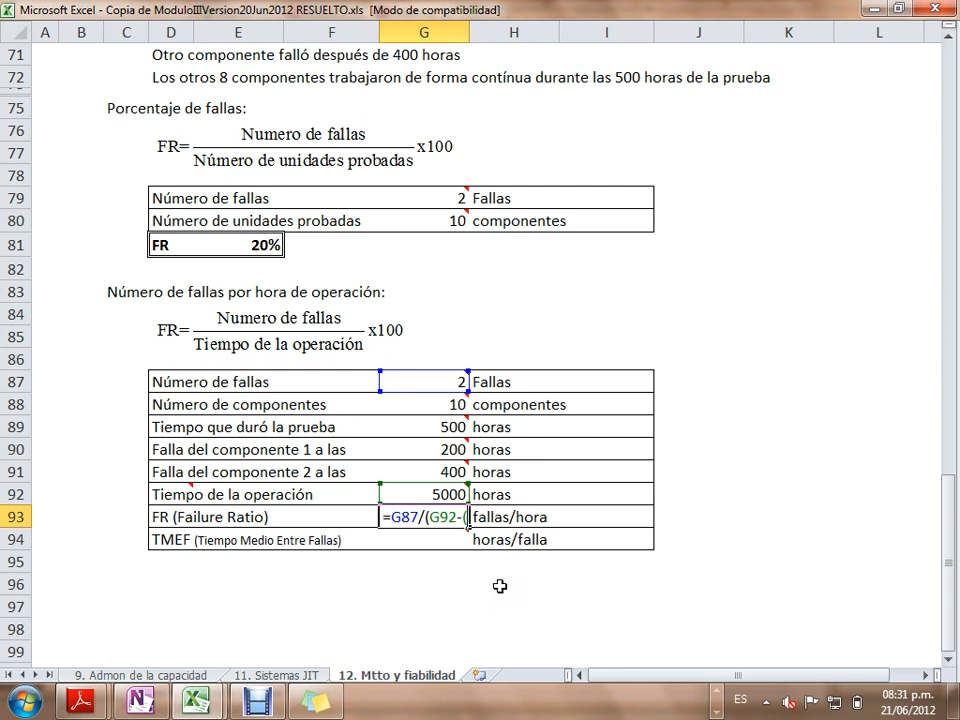 Microsoft Excel - Copia de ModuloIIIVersion20Jun2012 RESUELTO.xls [Modo de compatibilidad]
A B C D E F G H I J K L
71 Otro componente falló después de 400 horas
72 Los otros 8 componentes trabajaron de forma contínua durante las 500 horas de la prueba
75 Porcentaje de fallas:
76 Numero de fallas
FR= x100
77 Número de unidades probadas
78
79 Número de fallas 2 Fallas
80 Número de unidades probadas 10 componentes
81 FR 20%
82
83 Número de fallas por hora de operación:
84 Numero de fallas
FR= x100
85 Tiempo de la operación
86
87 Número de fallas 2 Fallas
88 Número de componentes 10 componentes
89 Tiempo que duró la prueba 500 horas
90 Falla del componente 1 a las 200 horas
91 Falla del componente 2 a las 400 horas
92 Tiempo de la operación 5000 horas
93 FR (Failure Ratio) =G87/(G92-( fallas/hora
94 TMEF (Tiempo Medio Entre Fallas) horas/falla
95
96
97
98
99
9. Admon de la capacidad 11. Sistemas JIT 12. Mtto y fiabilidad
ES 08:31 p.m.
21/06/2012